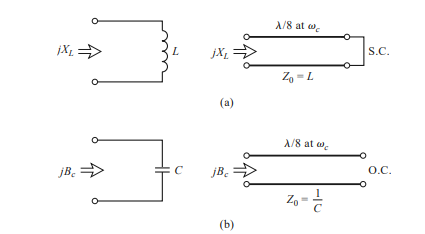 λ/8 at ω_c
jX_L
L
jX_L
S.C.
Z_0 = L
(a)
λ/8 at ω_c
jB_c
C
jB_c
O.C.
Z_0 = 1/C
(b)